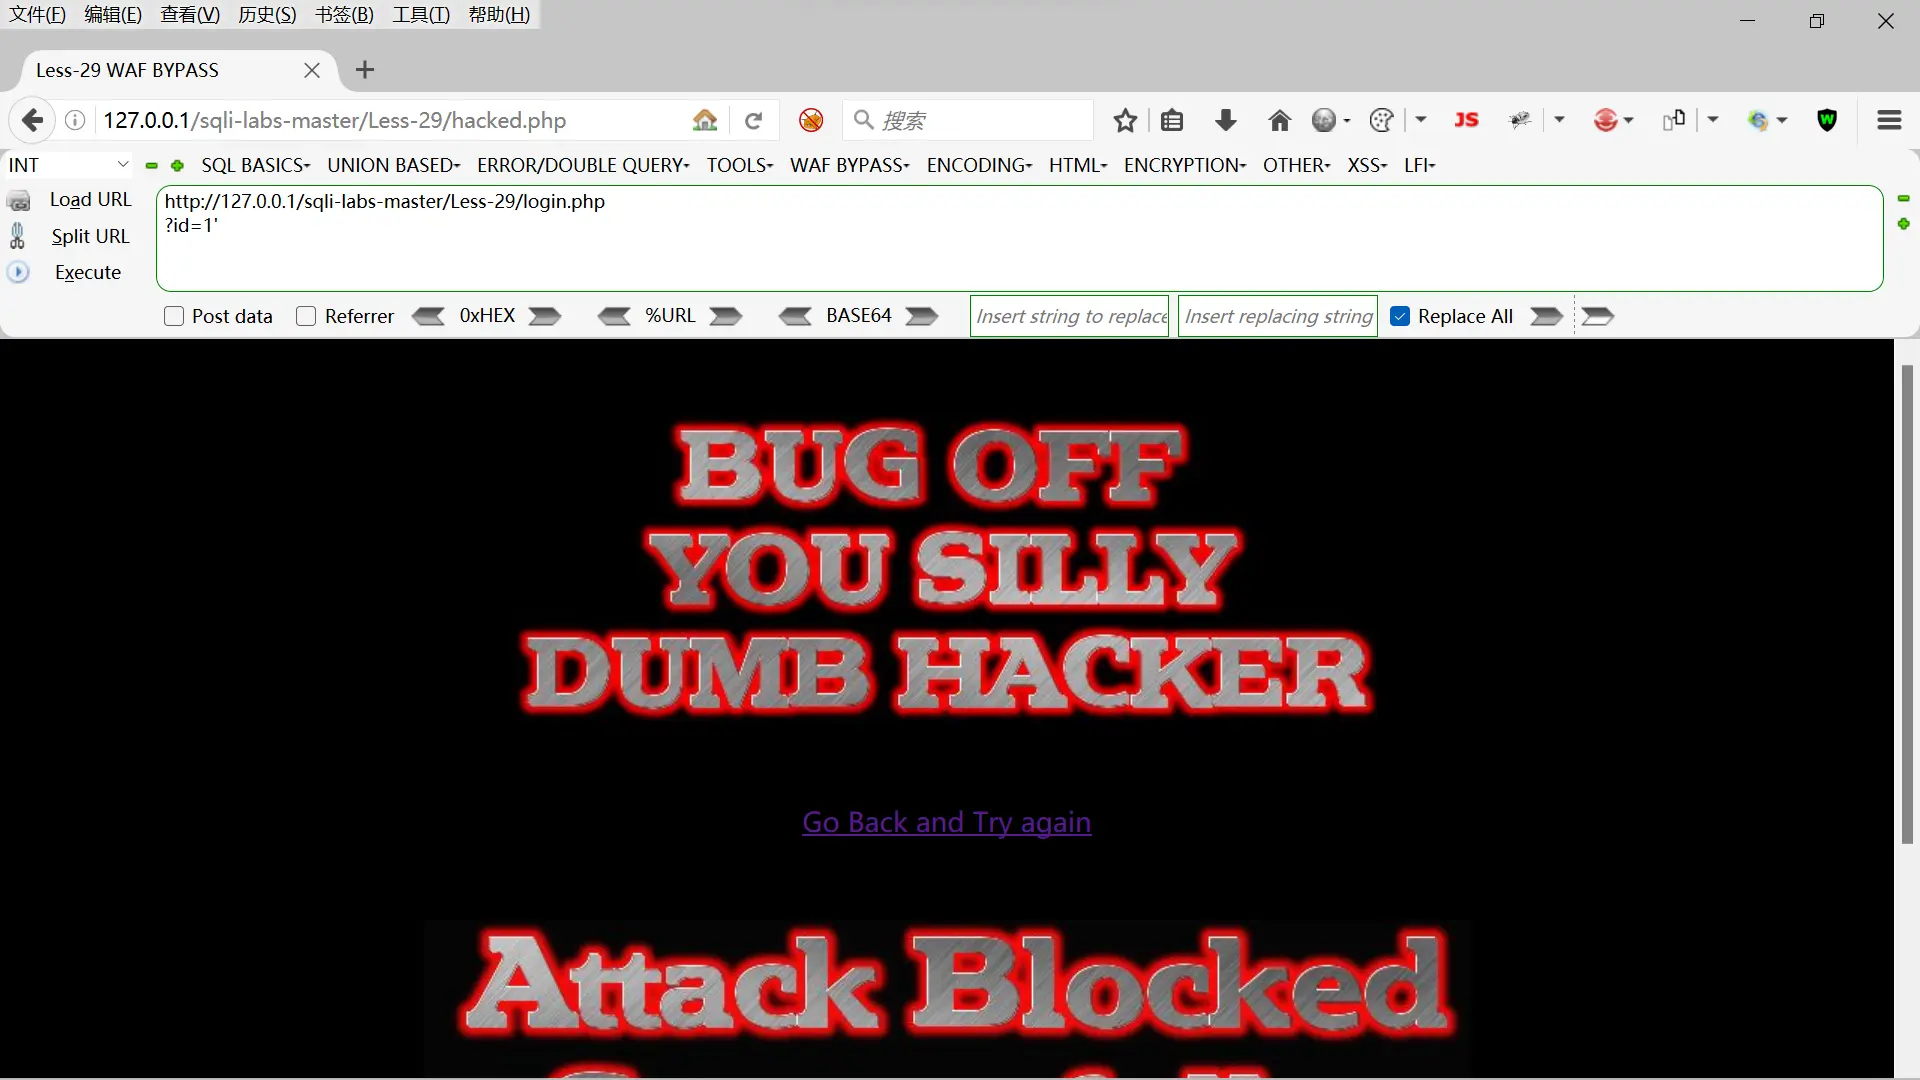 文件(F) 编辑(E) 查看(V) 历史(S) 书签(B) 工具(T) 帮助(H)
Less-29 WAF BYPASS
127.0.0.1/sqli-labs-master/Less-29/hacked.php
搜索
JS
W
INT
SQL BASICS UNION BASED ERROR/DOUBLE QUERY TOOLS WAF BYPASS ENCODING HTML ENCRYPTION OTHER XSS LFI
Load URL
Split URL
Execute
http://127.0.0.1/sqli-labs-master/Less-29/login.php
?id=1'
Post data Referrer 0xHEX %URL BASE64 Insert string to replace Insert replacing string Replace All
BUG OFF
YOU SILLY
DUMB HACKER
Go Back and Try again
Attack Blocked